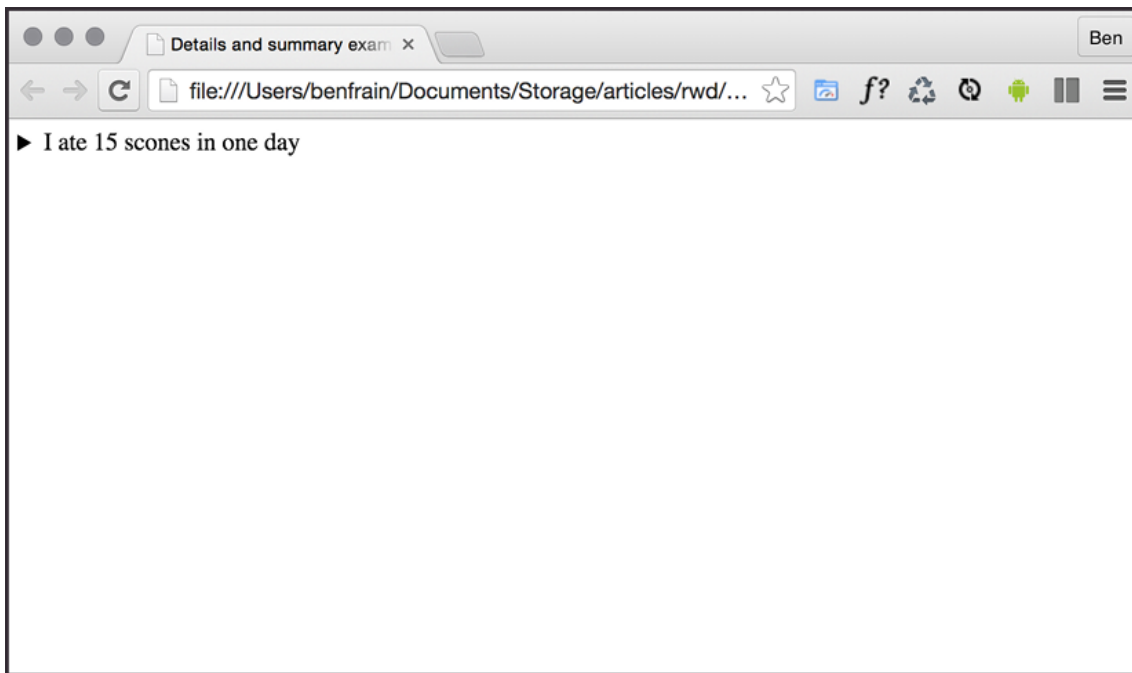 Details and summary exam
Ben
file:///Users/benfrain/Documents/Storage/articles/rwd/...
f?
I ate 15 scones in one day